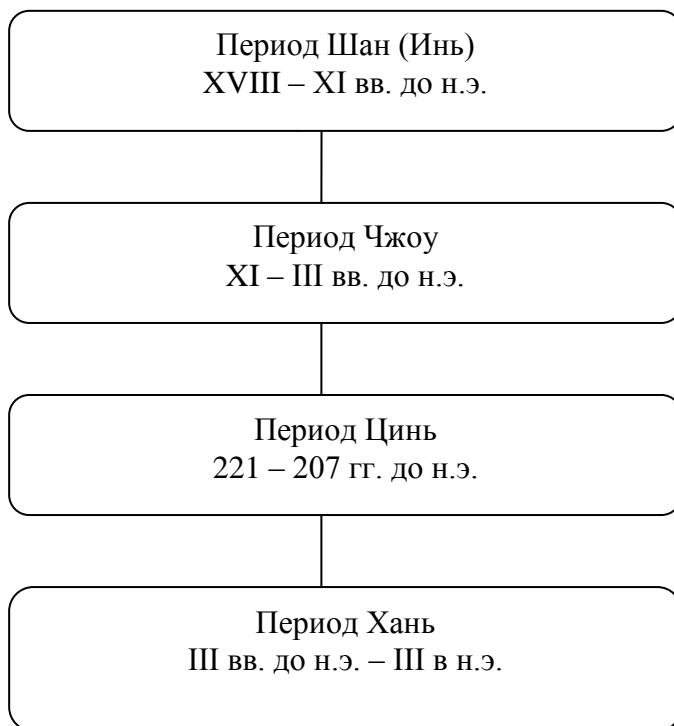 Период Шан (Инь)
XVIII – XI вв. до н.э.
Период Чжоу
XI – III вв. до н.э.
Период Цинь
221 – 207 гг. до н.э.
Период Хань
III вв. до н.э. – III в н.э.